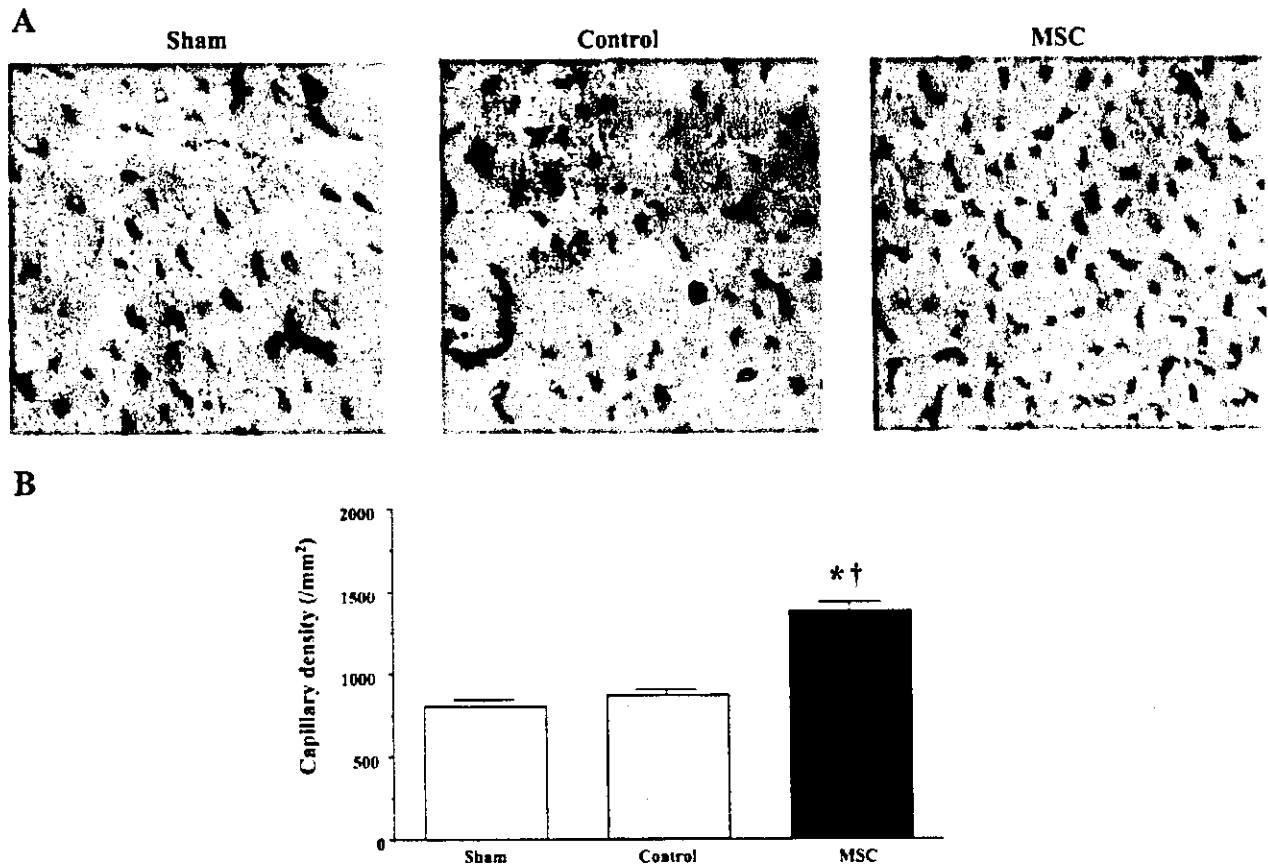 A
Sham Control MSC
B
Capillary density (/mm²)
2000
1500
1000
500
0
* †
Sham Control MSC